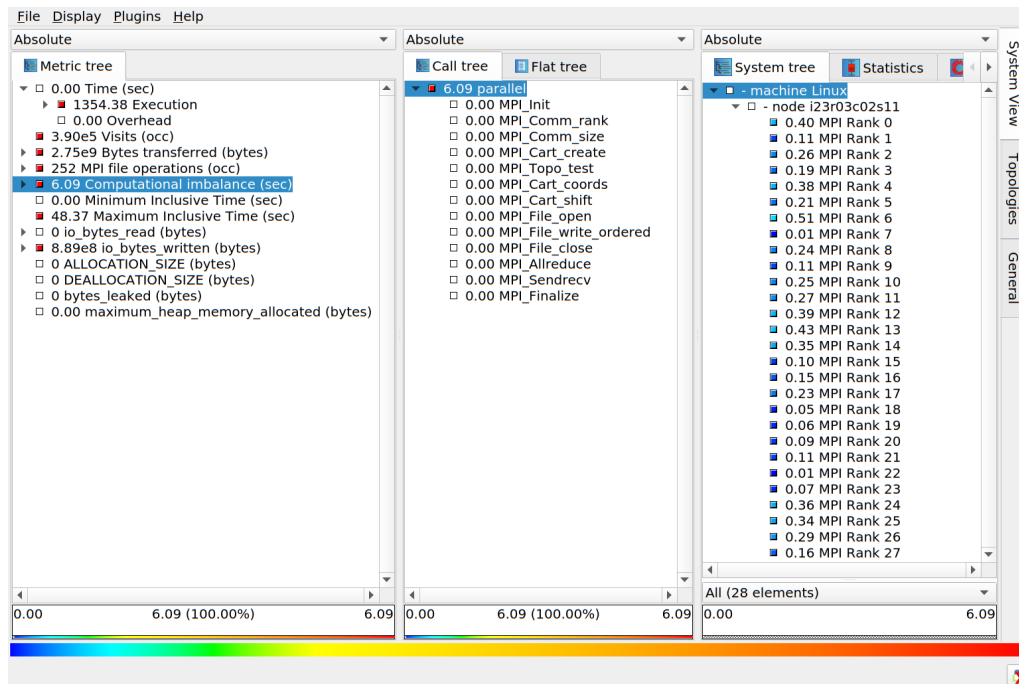 File Display Plugins Help
Absolute
Metric tree
0.00 Time (sec)
1354.38 Execution
0.00 Overhead
3.90e5 Visits (occ)
2.75e9 Bytes transferred (bytes)
252 MPI file operations (occ)
6.09 Computational imbalance (sec)
0.00 Minimum Inclusive Time (sec)
48.37 Maximum Inclusive Time (sec)
0 io_bytes_read (bytes)
8.89e8 io_bytes_written (bytes)
0 ALLOCATION_SIZE (bytes)
0 DEALLOCATION_SIZE (bytes)
0 bytes_leaked (bytes)
0.00 maximum_heap_memory_allocated (bytes)
0.00 6.09 (100.00%) 6.09
Absolute
Call tree Flat tree
6.09 parallel
0.00 MPI_Init
0.00 MPI_Comm_rank
0.00 MPI_Comm_size
0.00 MPI_Cart_create
0.00 MPI_Topo_test
0.00 MPI_Cart_coords
0.00 MPI_Cart_shift
0.00 MPI_File_open
0.00 MPI_File_write_ordered
0.00 MPI_File_close
0.00 MPI_Allreduce
0.00 MPI_Sendrecv
0.00 MPI_Finalize
0.00 6.09 (100.00%) 6.09
Absolute
System tree Statistics
- machine Linux
- node i23r03c02s11
0.40 MPI Rank 0
0.11 MPI Rank 1
0.26 MPI Rank 2
0.19 MPI Rank 3
0.38 MPI Rank 4
0.21 MPI Rank 5
0.51 MPI Rank 6
0.01 MPI Rank 7
0.24 MPI Rank 8
0.11 MPI Rank 9
0.25 MPI Rank 10
0.27 MPI Rank 11
0.39 MPI Rank 12
0.43 MPI Rank 13
0.35 MPI Rank 14
0.10 MPI Rank 15
0.15 MPI Rank 16
0.23 MPI Rank 17
0.05 MPI Rank 18
0.06 MPI Rank 19
0.09 MPI Rank 20
0.11 MPI Rank 21
0.01 MPI Rank 22
0.07 MPI Rank 23
0.36 MPI Rank 24
0.34 MPI Rank 25
0.29 MPI Rank 26
0.16 MPI Rank 27
All (28 elements)
0.00 6.09
System View
Topologies
General